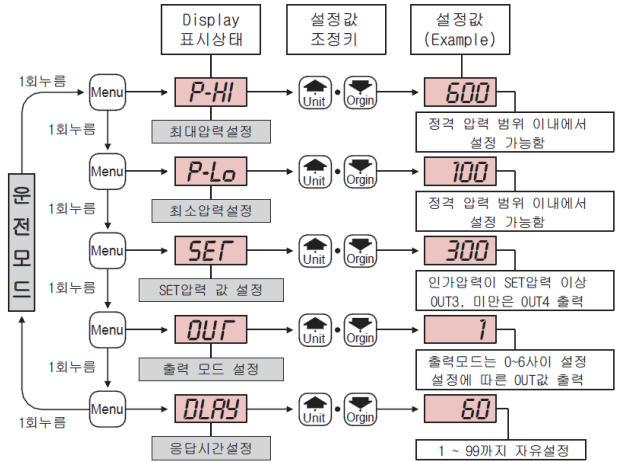 Display
표시상태
설정값
조정키
설정값
(Example)
1회누름
Menu
P-HI
Unit
Orgin
600
최대압력설정
정격 압력 범위 이내에서
설정 가능함
1회누름
Menu
P-Lo
Unit
Orgin
100
최소압력설정
정격 압력 범위 이내에서
설정 가능함
1회누름
운전모드
Menu
SET
Unit
Orgin
300
SET압력 값 설정
인가압력이 SET압력 이상
OUT3, 미만은 OUT4 출력
1회누름
Menu
OUT
Unit
Orgin
1
출력 모드 설정
출력모드는 0~6사이 설정
설정에 따른 OUT값 출력
1회누름
Menu
DLAY
Unit
Orgin
60
1회누름
응답시간설정
1 ~ 99까지 자유설정